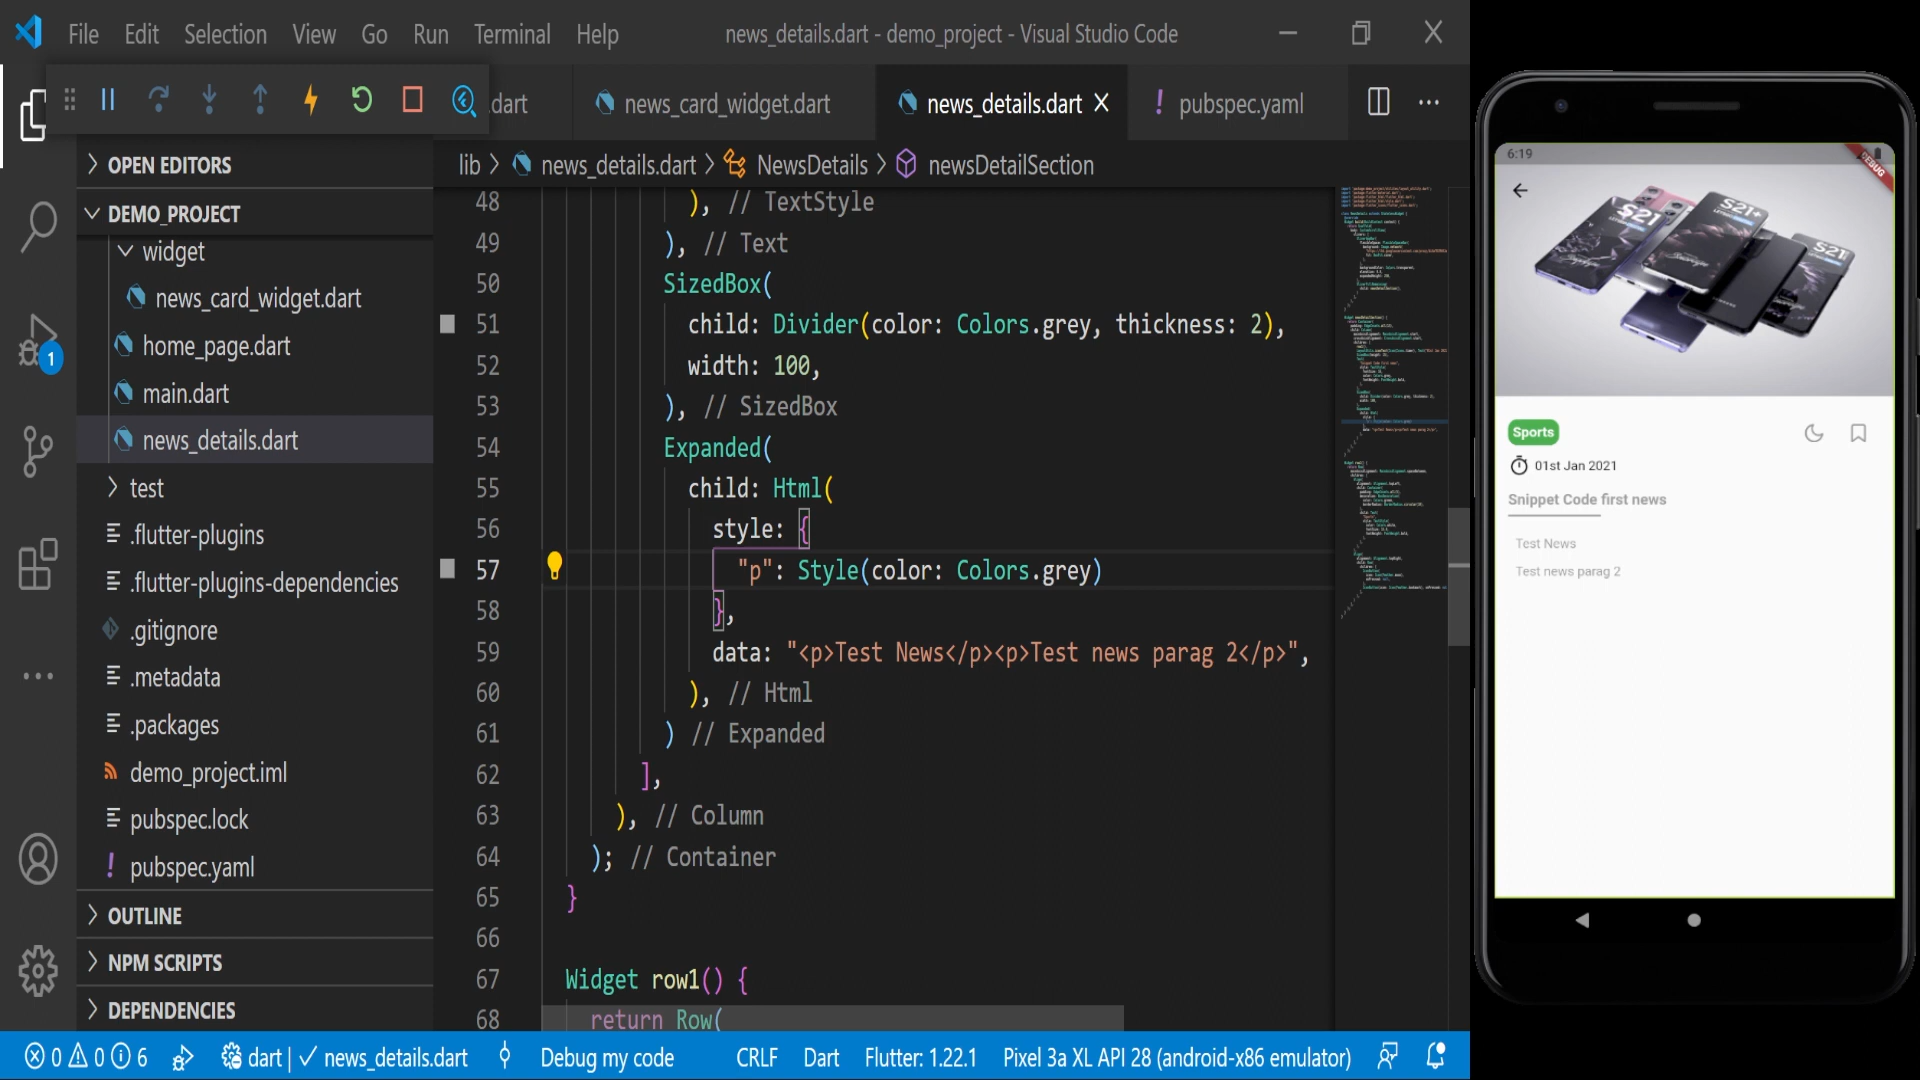 File Edit Selection View Go Run Terminal Help
news_details.dart - demo_project - Visual Studio Code
.dart
news_card_widget.dart
news_details.dart
! pubspec.yaml
lib > news_details.dart > NewsDetails > newsDetailSection
OPEN EDITORS
DEMO_PROJECT
widget
news_card_widget.dart
home_page.dart
main.dart
news_details.dart
test
.flutter-plugins
.flutter-plugins-dependencies
.gitignore
.metadata
.packages
demo_project.iml
pubspec.lock
! pubspec.yaml
OUTLINE
NPM SCRIPTS
DEPENDENCIES
1
48 ), // TextStyle
49 ), // Text
50 SizedBox(
51 child: Divider(color: Colors.grey, thickness: 2),
52 width: 100,
53 ), // SizedBox
54 Expanded(
55 child: Html(
56 style: {
57 "p": Style(color: Colors.grey)
58 },
59 data: "<p>Test News</p><p>Test news parag 2</p>",
60 ), // Html
61 ) // Expanded
62 ],
63 ), // Column
64 ); // Container
65 }
66
67 Widget row1() {
68 return Row(
0 0 6
dart | ✓ news_details.dart
Debug my code
CRLF
Dart
Flutter: 1.22.1
Pixel 3a XL API 28 (android-x86 emulator)
6:19
DEBUG
S21
S21+
S21
SAMSUNG
Sports
01st Jan 2021
Snippet Code first news
Test News
Test news parag 2